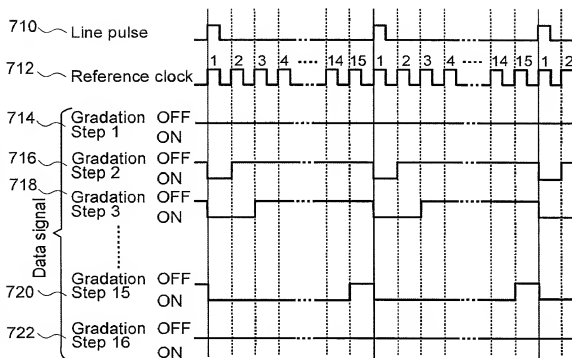 710 Line pulse
712 Reference clock 1 2 3 4 14 15 1 2 3 4 14 15 1 2
714 Gradation Step 1 OFF ON
716 Gradation Step 2 OFF ON
718 Gradation Step 3 OFF ON
Data signal
720 Gradation Step 15 OFF ON
722 Gradation Step 16 OFF ON